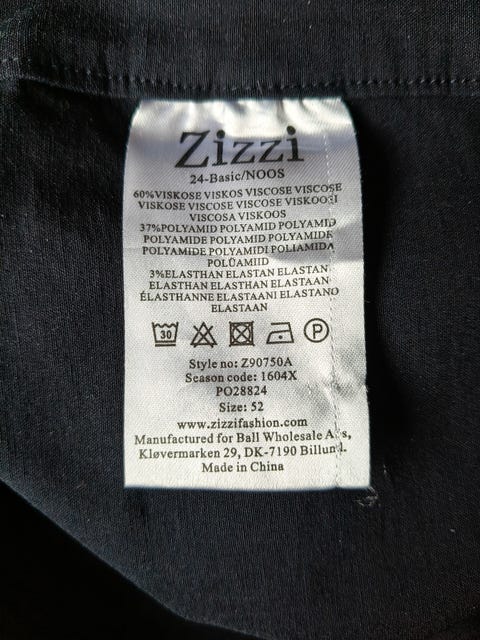 Zizzi
24-Basic/NOOS
60%VISKOSE VISKOS VISCOSE VISCOSE
VISKOSE VISCOSE VISCOSE VISKOOSI
VISCOSA VISKOOS
37%POLYAMID POLYAMID POLYAMID
POLYAMIDE POLYAMID POLYAMIDE
POLYAMIDE POLYAMIDI POLIAMIDA
POLÜAMIID
3%ELASTHAN ELASTAN ELASTAN
ELASTHAN ELASTHAN ELASTAAN
ÉLASTHANNE ELASTAANI ELASTANO
ELASTAAN
30 P
Style no: Z90750A
Season code: 1604X
PO28824
Size: 52
www.zizzifashion.com
Manufactured for Ball Wholesale A/s,
Kløvermarken 29, DK-7190 Billund.
Made in China